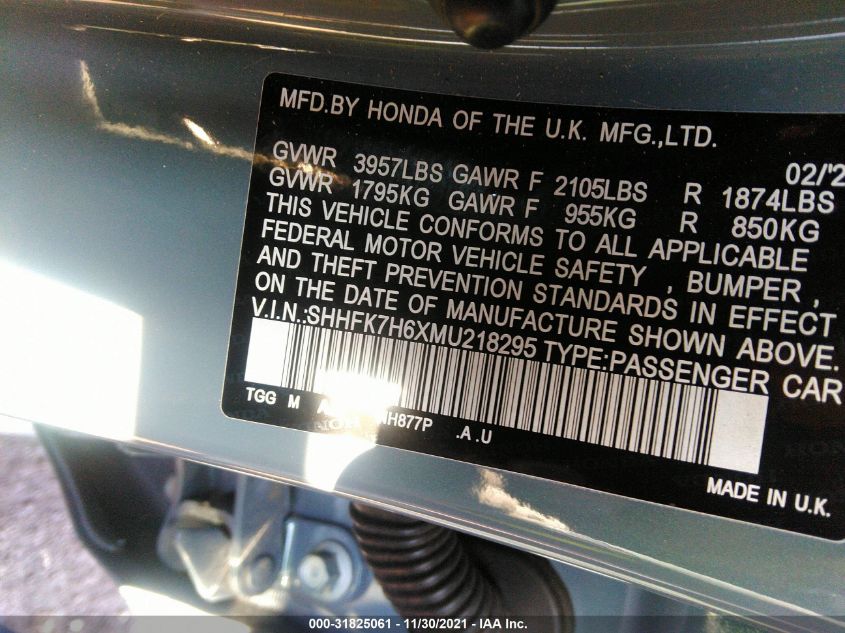 MFD.BY HONDA OF THE U.K. MFG.,LTD.
02/2
GVWR 3957LBS GAWR F 2105LBS R 1874LBS
GVWR 1795KG GAWR F 955KG R 850KG
THIS VEHICLE CONFORMS TO ALL APPLICABLE
FEDERAL MOTOR VEHICLE SAFETY , BUMPER ,
AND THEFT PREVENTION STANDARDS IN EFFECT
ON THE DATE OF MANUFACTURE SHOWN ABOVE.
V.I.N.:SHHFK7H6XMU218295 TYPE:PASSENGER CAR
TGG M A NH877P .A .U
MADE IN U.K.
000-31825061 - 11/30/2021 - IAA Inc.